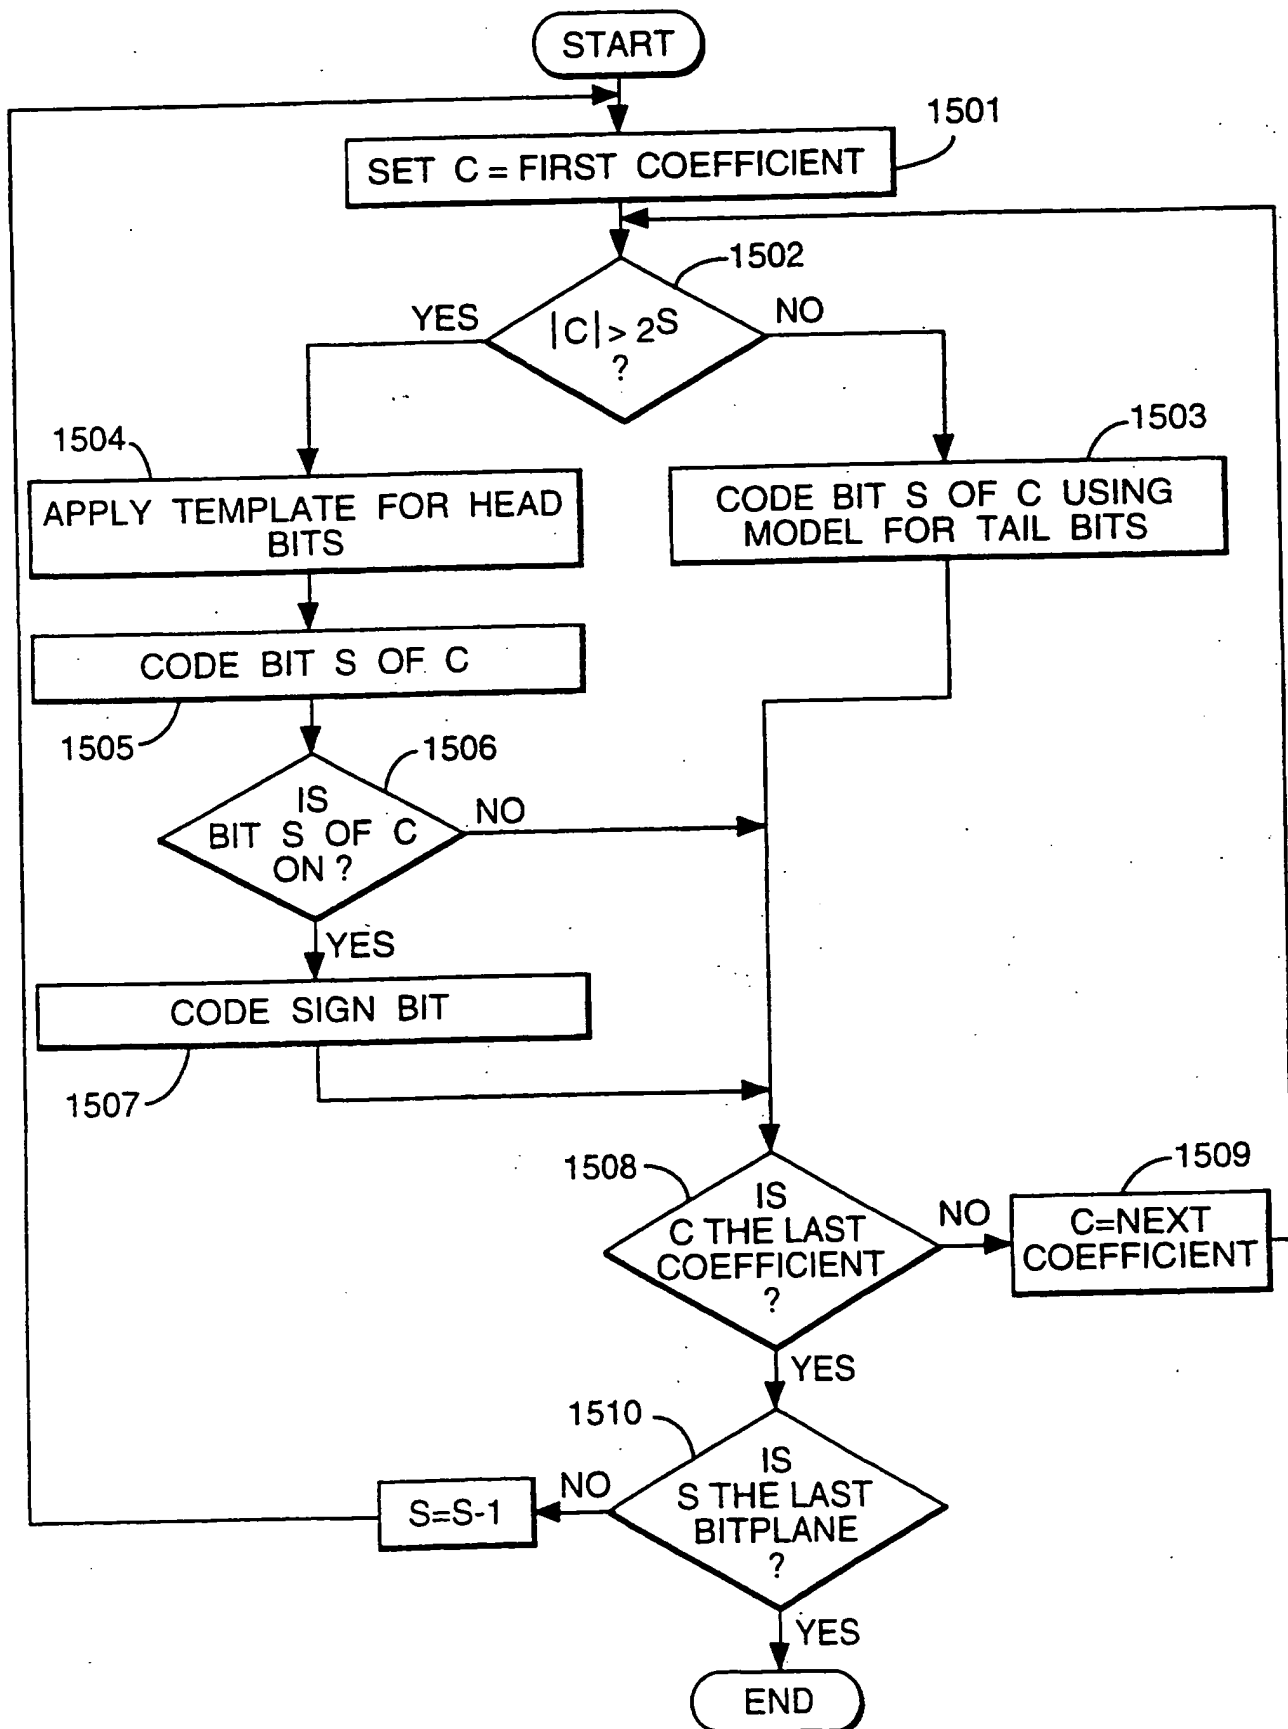 START
1501
SET C = FIRST COEFFICIENT
1502
YES
NO
|C| > 2^S
?
1504
1503
APPLY TEMPLATE FOR HEAD
BITS
CODE BIT S OF C USING
MODEL FOR TAIL BITS
CODE BIT S OF C
1505
1506
IS
BIT S OF C
ON ?
NO
YES
CODE SIGN BIT
1507
1508
IS
C THE LAST
COEFFICIENT
?
NO
1509
C=NEXT
COEFFICIENT
YES
1510
IS
S THE LAST
BITPLANE
?
NO
S=S-1
YES
END